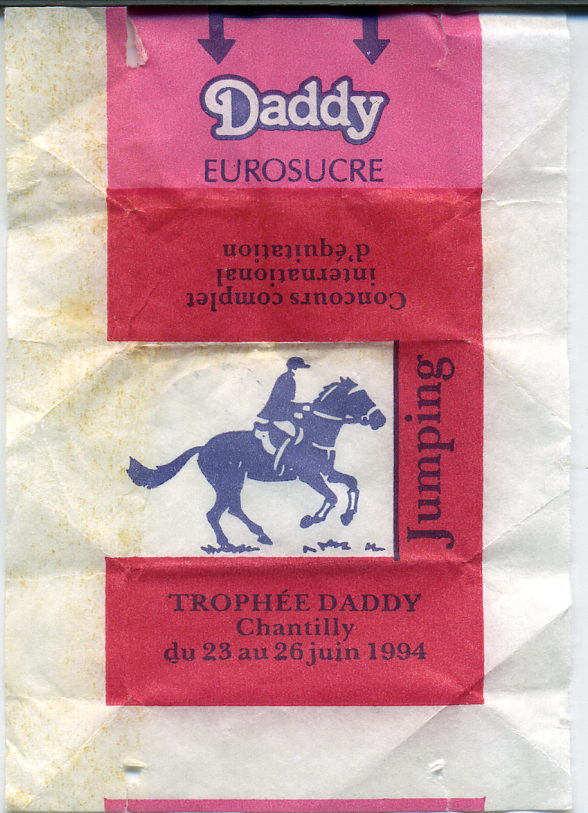 Daddy
EUROSUCRE
Concours complet
international
d'équitation
Jumping
TROPHÉE DADDY
Chantilly
du 23 au 26 juin 1994